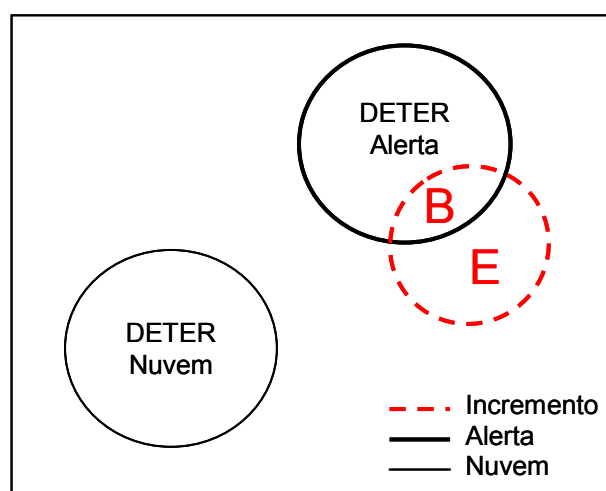 DETER
Alerta
B
E
DETER
Nuvem
Incremento
Alerta
Nuvem